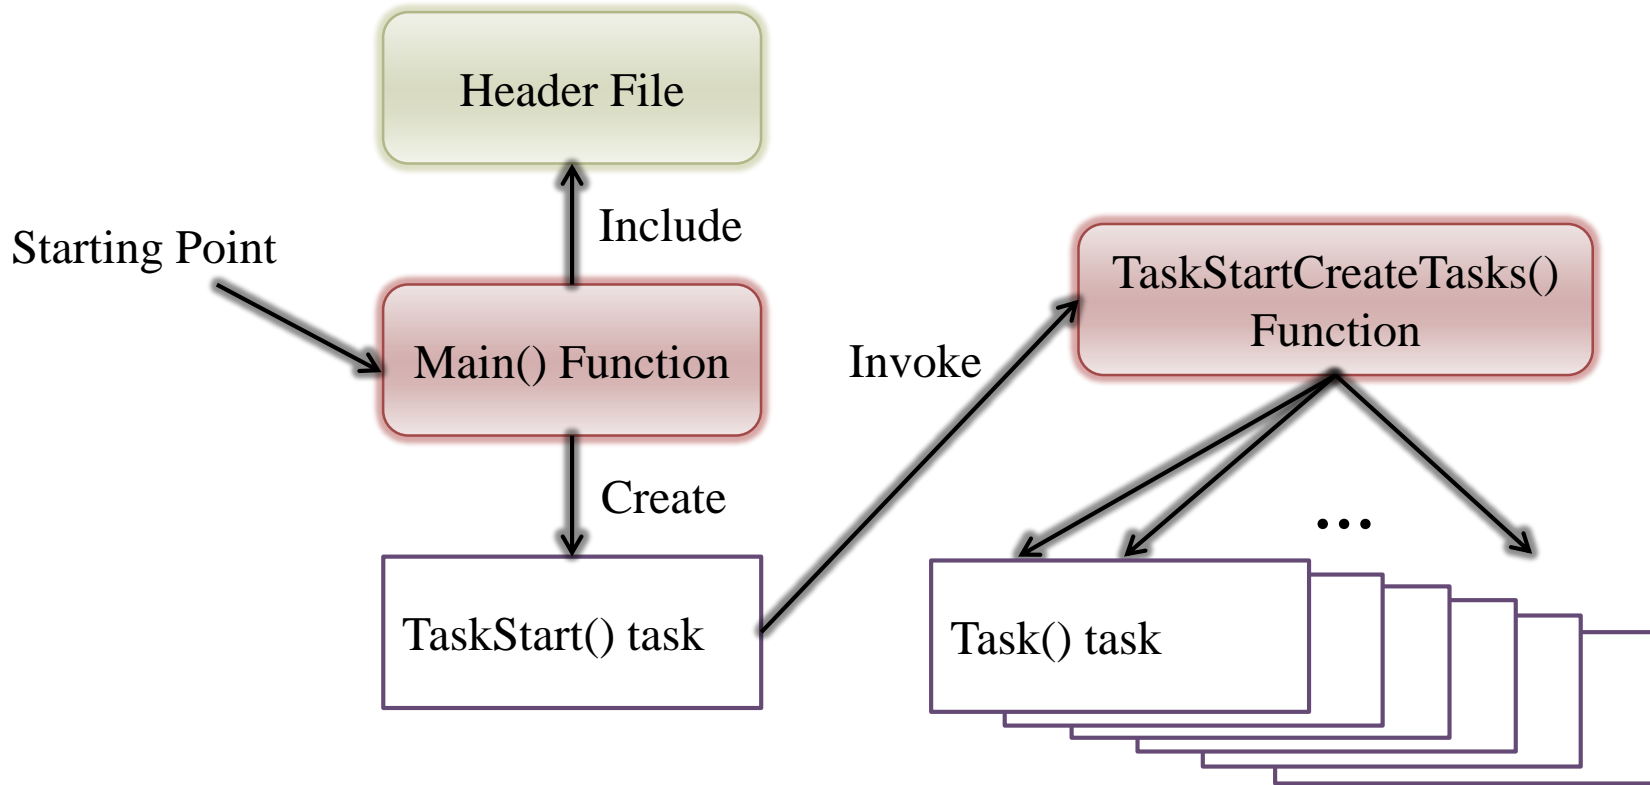 Header File
Include
Starting Point
Main() Function
Create
TaskStart() task
Invoke
TaskStartCreateTasks()
Function
...
Task() task